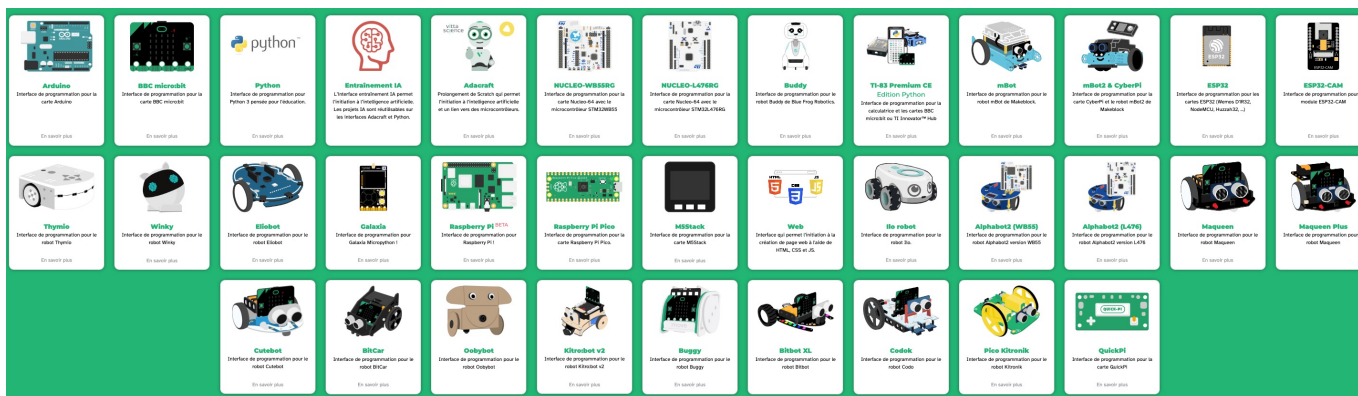 Arduino
Interface de programmation pour la
carte Arduino
En savoir plus
BBC micro:bit
Interface de programmation pour la
carte BBC micro:bit
En savoir plus
python
Python
Interface de programmation pour
Python 3 pensée pour l'éducation.
En savoir plus
Entraînement IA
L'interface entraînement IA permet
l'initiation à l'intelligence artificielle.
Les projets IA sont réutilisables dans
les interfaces Adacraft et Python.
En savoir plus
vitta
science
Adacraft
Prolongement de Scratch qui permet
l'initiation à l'intelligence artificielle
et un lien vers des microcontrôleurs.
En savoir plus
NUCLEO-WB55RG
Interface de programmation pour la
carte Nucleo-64 avec le
microcontrôleur STM32WB55
En savoir plus
NUCLEO-L476RG
Interface de programmation pour la
carte Nucleo-64 avec le
microcontrôleur STM32L476RG
En savoir plus
Buddy
Interface de programmation pour le
robot Buddy de Blue Frog Robotics.
En savoir plus
TI-83 Premium CE
Edition Python
Interface de programmation pour la
calculatrice et les cartes BBC
micro:bit ou TI Innovator™ Hub
En savoir plus
mBot
Interface de programmation pour le
robot mBot de Makeblock.
En savoir plus
mBot2 & CyberPi
Interface de programmation pour la
carte CyberPi et le robot mBot2 de
Makeblock
En savoir plus
ESP32
ESP32
Interface de programmation pour les
cartes ESP32 (Wemos D1R32,
NodeMCU, Huzzah32, ...)
En savoir plus
ESP32-CAM
ESP32-CAM
Interface de programmation pour
module ESP32-CAM
En savoir plus
Thymio
Interface de programmation pour le
robot Thymio
En savoir plus
Winky
Interface de programmation pour le
robot Winky
En savoir plus
Eliobot
Interface de programmation pour le
robot Eliobot
En savoir plus
Galaxia
Interface de programmation pour
Galaxia Micropython !
En savoir plus
Raspberry Pi BETA
Interface de programmation pour
Raspberry Pi !
En savoir plus
Raspberry Pi Pico
Interface de programmation pour la
carte Raspberry Pi Pico.
En savoir plus
M5Stack
Interface de programmation pour la
carte M5Stack
En savoir plus
HTML
CSS
JS
5
3
JS
Web
Interface qui permet l'initiation à la
création de page web à l'aide de
HTML, CSS et JS.
En savoir plus
Ilo robot
Interface de programmation pour le
robot Ilo.
En savoir plus
Alphabot2 (WB55)
Interface de programmation pour le
robot Alphabot2 version WB55
En savoir plus
Alphabot2 (L476)
Interface de programmation pour le
robot Alphabot2 version L476
En savoir plus
Maqueen
Interface de programmation pour le
robot Maqueen
En savoir plus
Maqueen Plus
Interface de programmation pour
robot Maqueen
En savoir plus
Cutebot
Interface de programmation pour le
robot Cutebot
En savoir plus
BitCar
Interface de programmation pour le
robot BitCar
En savoir plus
Oobybot
Interface de programmation pour le
robot Oobybot
En savoir plus
Kitro:bot v2
Interface de programmation pour le
robot Kitro:bot v2
En savoir plus
Buggy
Interface de programmation pour le
robot Buggy
En savoir plus
Bitbot XL
Interface de programmation pour le
robot Bitbot
En savoir plus
Codok
Interface de programmation pour le
robot Codo
En savoir plus
Pico Kitronik
Interface de programmation pour le
robot Kitronik
En savoir plus
QUICK-PI
QuickPi
Interface de programmation pour la
carte QuickPi
En savoir plus